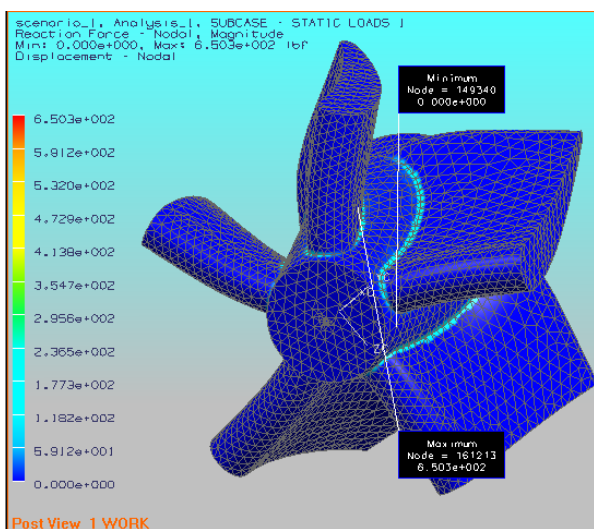 scenario_1, Analysis_1, SUBCASE - STATIC LOADS 1
Reaction Force - Nodal, Magnitude
Min: 0.000e+000, Max: 6.503e+002 lbf
Displacement - Nodal
Minimum
Node = 149340
0.000e+000
6.503e+002
5.912e+002
5.320e+002
4.729e+002
4.138e+002
3.547e+002
2.956e+002
2.365e+002
1.773e+002
1.182e+002
5.912e+001
0.000e+000
Maximum
Node = 161213
6.503e+002
Post View 1 WORK